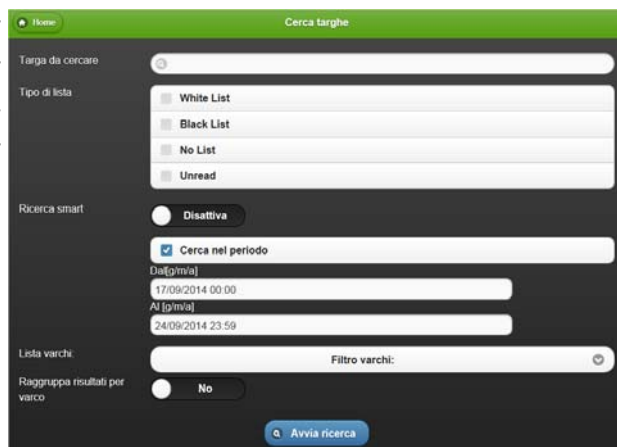 Home
Cerca targhe
Targa da cercare
Tipo di lista
White List
Black List
No List
Unread
Ricerca smart
Disattiva
Cerca nel periodo
Dal[g/m/a]
17/09/2014 00:00
Al [g/m/a]
24/09/2014 23:59
Lista varchi:
Filtro varchi:
Raggruppa risultati per
varco
No
Avvia ricerca